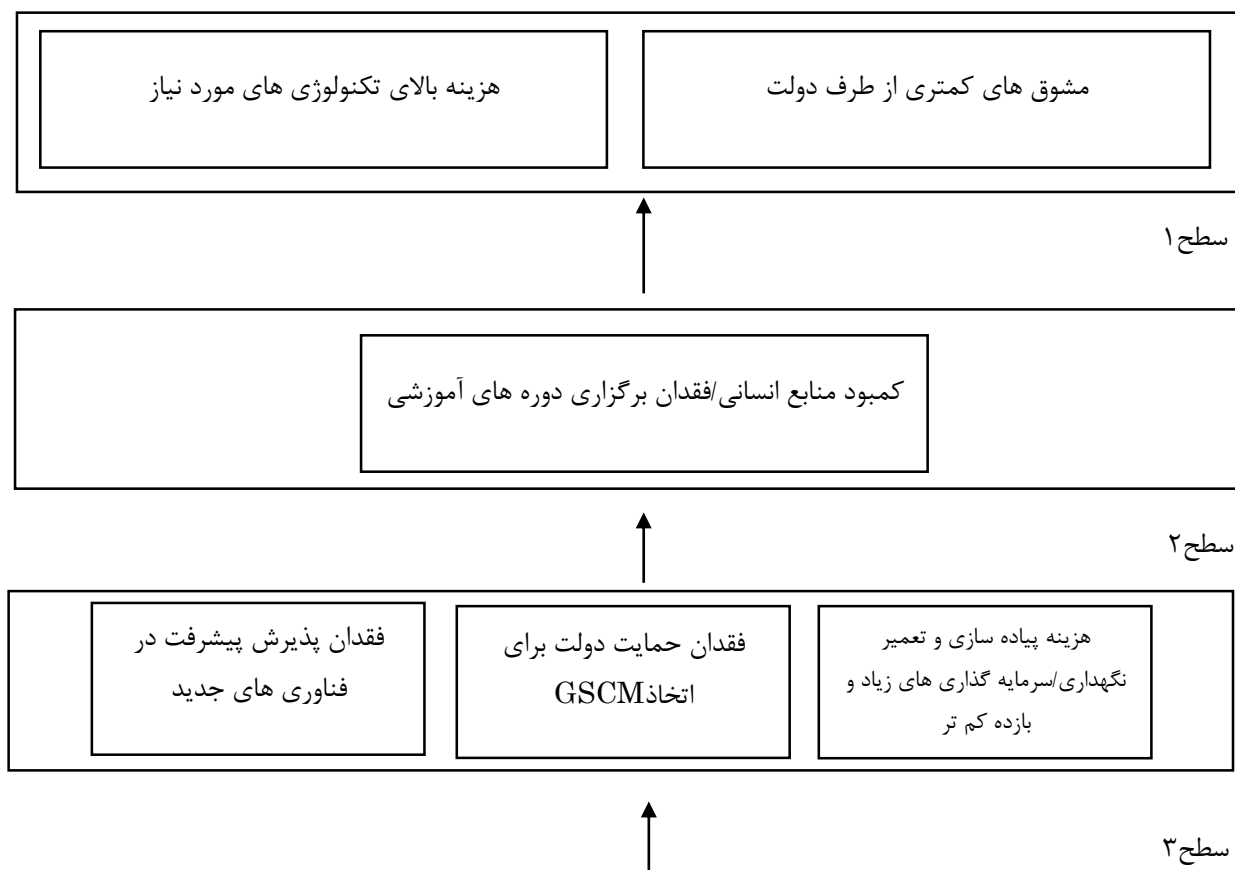 مشوق های کمتری از طرف دولت
هزینه بالای تکنولوژی های مورد نیاز
سطح۱
کمبود منابع انسانی/فقدان برگزاری دوره های آموزشی
سطح۲
هزینه پیاده سازی و تعمیر
نگهداری/سرمایه گذاری های زیاد و
بازده کم تر
فقدان حمایت دولت برای
اتخاذGSCM
فقدان پذیرش پیشرفت در
فناوری های جدید
سطح۳